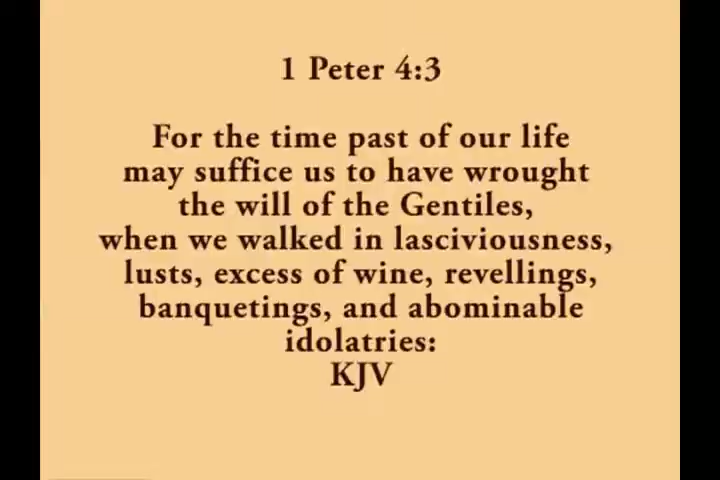 1 Peter 4:3
For the time past of our life
may suffice us to have wrought
the will of the Gentiles,
when we walked in lasciviousness,
lusts, excess of wine, revellings,
banquetings, and abominable
idolatries:
KJV